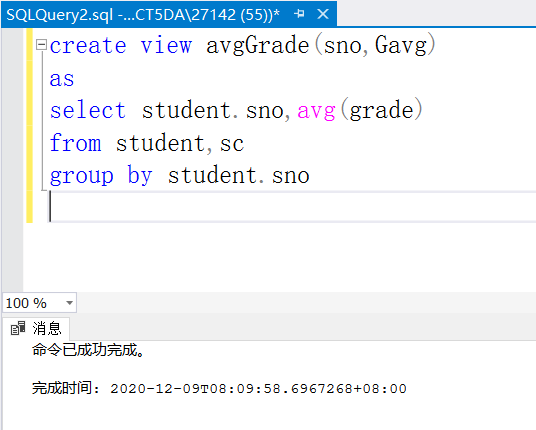 SQLQuery2.sql -...CT5DA\27142 (55))*
create view avgGrade(sno,Gavg)
as
select student.sno,avg(grade)
from student,sc
group by student.sno
100 %
消息
命令已成功完成。
完成时间: 2020-12-09T08:09:58.6967268+08:00